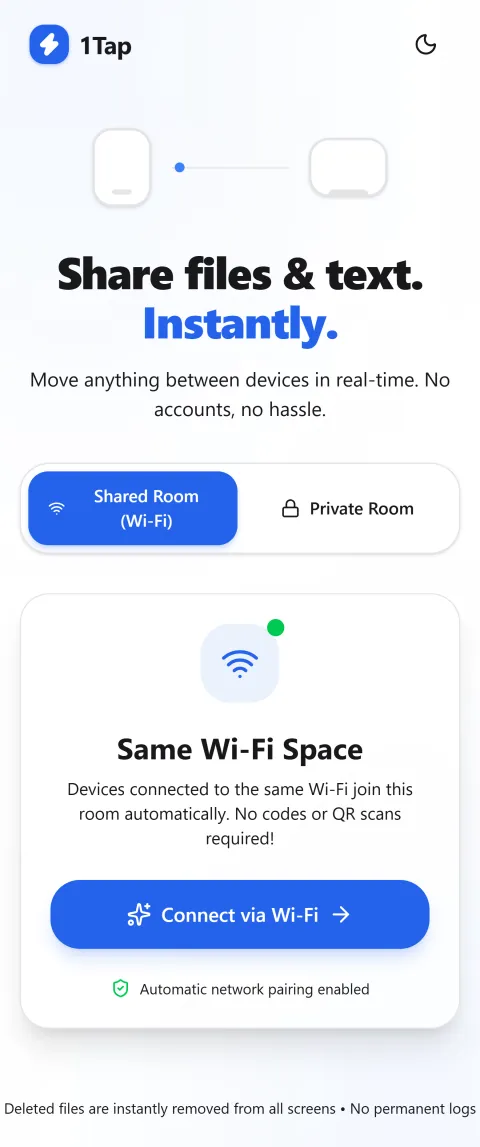 1Tap
Share files & text.
Instantly.
Move anything between devices in real-time. No
accounts, no hassle.
Shared Room
(Wi-Fi)
Private Room
Same Wi-Fi Space
Devices connected to the same Wi-Fi join this
room automatically. No codes or QR scans
required!
Connect via Wi-Fi
Automatic network pairing enabled
Deleted files are instantly removed from all screens • No permanent logs